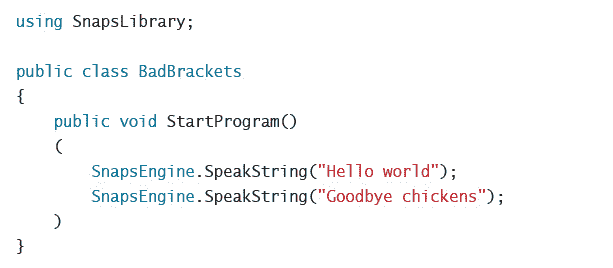 using SnapsLibrary;
public class BadBrackets
{
public void StartProgram()
(
SnapsEngine.SpeakString("Hello world");
SnapsEngine.SpeakString("Goodbye chickens");
)
}